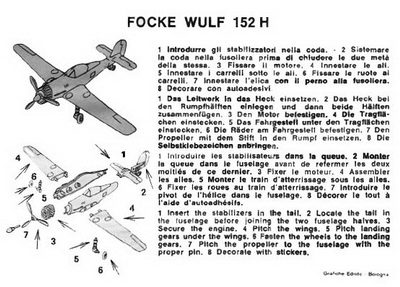 FOCKE WULF 152 H
1 Introdurre gli stabilizzatori nella coda. - 2 Sistemare
la coda nella fusoliera prima di chiudere le due metà
della stessa. 3 Fissare il motore. 4 Innestare le ali.
5 Innestare i carrelli sotto le ali. 6 Fissare le ruote ai
carrelli. 7 Innestare l'elica con il perno alla fusoliera.
8 Decorare con autoadesivi
1 Das Leitwerk in das Heck einsetzen. 2 Das Heck bei
den Rumpfhälften einlegen und dann beide Hälften
einstecken. 3 Den Motor befestigen. 4 Die Tragflä-
chen einstecken. 5 Das Fahrgestell unter den Tragflächen
einstecken. 6 Die Räder am Fahrgestell befestigen. 7 Den
Propeller mit dem Stift in den Rumpf einsetzen. 8 Die
Selbstklebezeichen anbringen.
1 Introduire les stabilisateurs dans la queue. 2 Monter
la queue dans le fuselage avant de refermer les deux
moitiés de ce dernier. 3 Fixer le moteur. 4 Assembler
les ailes. 5 Monter le train d'atterrissage sous les ailes.
6 Fixer les roues au train d'atterrissage. 7 Introduire le
pivot de l'hélice dans le fuselage. 8 Décorer le tout à
l'aide d'autoadhésifs.
1 Insert the stabilizers in the tail. 2 Locate the tail in
the fuselage before joining the two fuselage halves. 3
Secure the engine. 4 Pitch the wings. 5 Pitch landing
gears under the wings. 6 Fasten the wheels to the landing
gears. 7 Pitch the propeller to the fuselage with the
proper pin. 8 Decorate with stickers.
1
2
3
4
4
5
5
6
6
7
Grafiche - Bologna